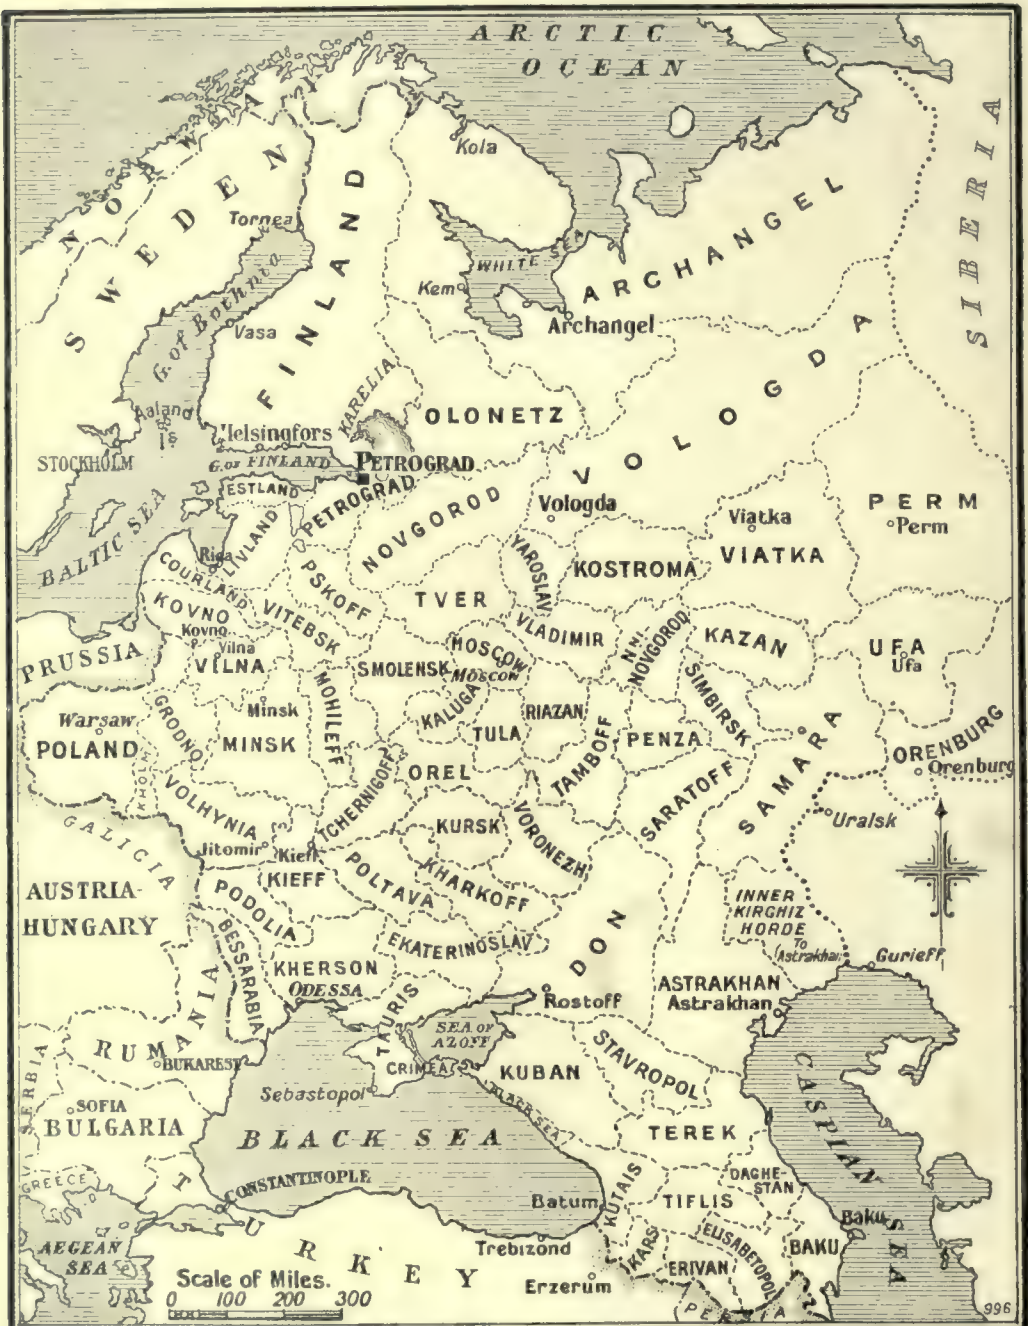 ARCTIC
OCEAN
NORWAY
SWEDEN
FINLAND
SIBERIA
Kola
Tornea
WHITE SEA
Kem
ARCHANGEL
Archangel
G. of Bothnia
Vasa
KARELIA
OLONETZ
VOLOGDA
Aaland
Is.
Helsingfors
STOCKHOLM
G. OF FINLAND
PETROGRAD
PETROGRAD
ESTLAND
NOVGOROD
Vologda
PERM
Perm
Viatka
VIATKA
BALTIC SEA
LIVLAND
Riga
COURLAND
PSKOFF
YAROSLAV
KOSTROMA
TVER
KOVNO
Kovno
VITEBSK
VLADIMIR
N.NI.
NOVGOROD
KAZAN
UFA
Ufa
PRUSSIA
Vilna
VILNA
SMOLENSK
MOSCOW
Moscow
SIMBIRSK
MOHILEFF
KALUGA
RIAZAN
Warsaw
POLAND
GRODNO
Minsk
MINSK
TULA
TAMBOFF
PENZA
SAMARA
ORENBURG
Orenburg
KHOLM
TCHERNIGOFF
OREL
SARATOFF
VOLHYNIA
KURSK
VORONEZH
Uralsk
GALICIA
Jitomir
Kieff
KIEFF
POLTAVA
KHARKOFF
AUSTRIA-
HUNGARY
PODOLIA
INNER
KIRGHIZ
HORDE
To
(Astrakhan)
BESSARABIA
EKATERINOSLAV
DON
Gurieff
KHERSON
ODESSA
ASTRAKHAN
Astrakhan
Rostoff
TAURIS
SEA OF
AZOFF
RUMANIA
BUKAREST
CRIMEA
KUBAN
STAVROPOL
SERBIA
Sebastopol
BLACK SEA
SOFIA
BULGARIA
BLACK SEA
TEREK
CASPIAN SEA
GREECE
CONSTANTINOPLE
DAGHE-
STAN
KUTAIS
TIFLIS
Batum
TURKEY
AEGEAN
SEA
Trebizond
KARS
ERIVAN
ELISABETOPOL
BAKU
Baku
Erzerum
PERSIA
Scale of Miles.
0 100 200 300
996